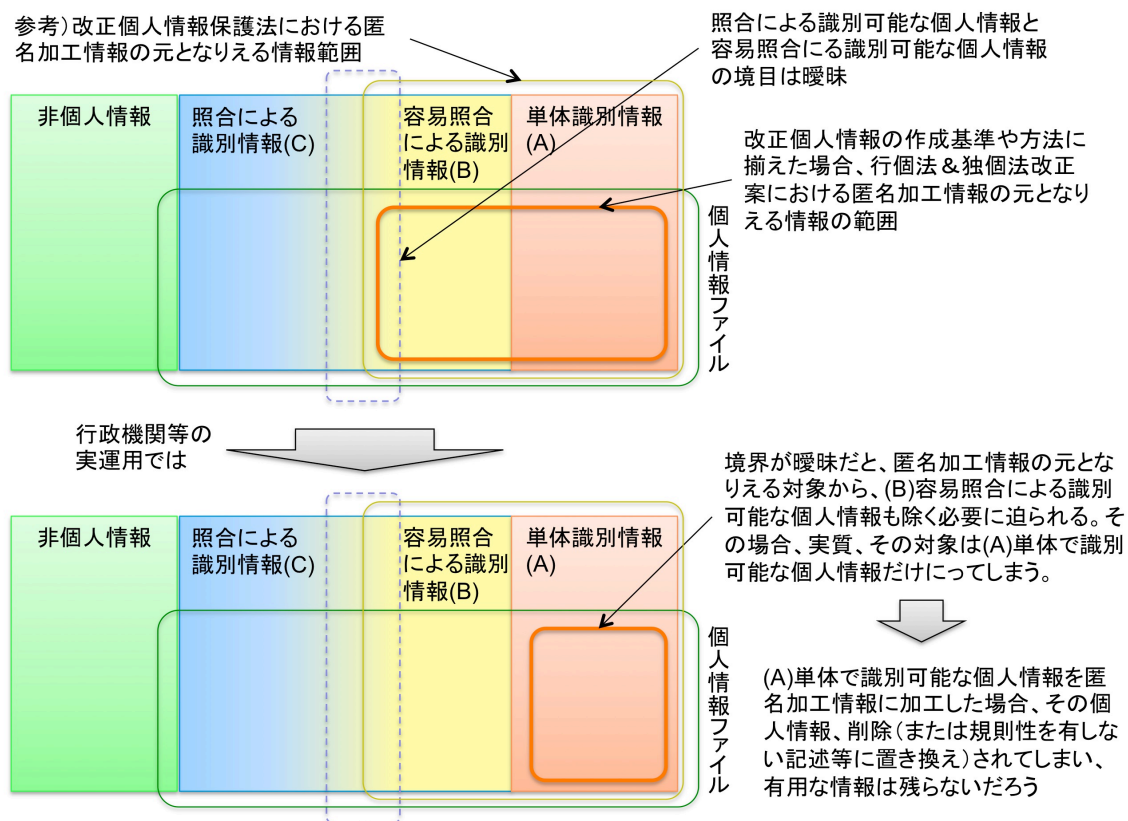 参考）改正個人情報保護法における匿
名加工情報の元となりえる情報範囲
照合による識別可能な個人情報と
容易照合にる識別可能な個人情報
の境目は曖昧
非個人情報
照合による
識別情報(C)
容易照合
による識別
情報(B)
単体識別情報
(A)
改正個人情報の作成基準や方法に
揃えた場合、行個法＆独個法改正
案における匿名加工情報の元となり
える情報の範囲
個人情報ファイル
行政機関等の
実運用では
境界が曖昧だと、匿名加工情報の元とな
りえる対象から、(B)容易照合による識別
可能な個人情報も除く必要に迫られる。そ
の場合、実質、その対象は(A)単体で識別
可能な個人情報だけにってしまう。
非個人情報
照合による
識別情報(C)
容易照合
による識別
情報(B)
単体識別情報
(A)
個人情報ファイル
(A)単体で識別可能な個人情報を匿
名加工情報に加工した場合、その個
人情報、削除（または規則性を有しな
い記述等に置き換え）されてしまい、
有用な情報は残らないだろう